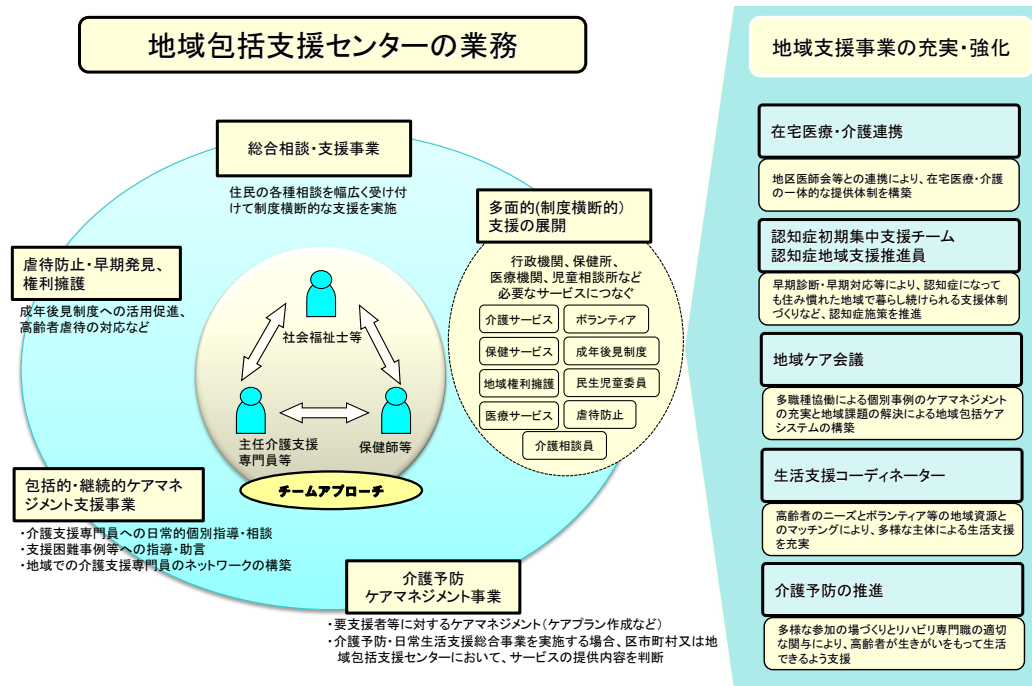 地域包括支援センターの業務
総合相談・支援事業
住民の各種相談を幅広く受け付
けて制度横断的な支援を実施
虐待防止・早期発見、
権利擁護
成年後見制度への活用促進、
高齢者虐待の対応など
多面的(制度横断的)
支援の展開
行政機関、保健所、
医療機関、児童相談所など
必要なサービスにつなぐ
介護サービス
ボランティア
保健サービス
成年後見制度
地域権利擁護
民生児童委員
医療サービス
虐待防止
介護相談員
社会福祉士等
主任介護支援
専門員等
保健師等
チームアプローチ
包括的・継続的ケアマネ
ジメント支援事業
・介護支援専門員への日常的個別指導・相談
・支援困難事例等への指導・助言
・地域での介護支援専門員のネットワークの構築
介護予防
ケアマネジメント事業
・要支援者等に対するケアマネジメント(ケアプラン作成など)
・介護予防・日常生活支援総合事業を実施する場合、区市町村又は地
域包括支援センターにおいて、サービスの提供内容を判断
地域支援事業の充実・強化
在宅医療・介護連携
地区医師会等との連携により、在宅医療・介護
の一体的な提供体制を構築
認知症初期集中支援チーム
認知症地域支援推進員
早期診断・早期対応等により、認知症になって
も住み慣れた地域で暮らし続けられる支援体制
づくりなど、認知症施策を推進
地域ケア会議
多職種協働による個別事例のケアマネジメント
の充実と地域課題の解決による地域包括ケア
システムの構築
生活支援コーディネーター
高齢者のニーズとボランティア等の地域資源
とのマッチングにより、多様な主体による生活支援
を充実
介護予防の推進
多様な参加の場づくりとリハビリ専門職の適切
な関与により、高齢者が生きがいをもって生活
できるよう支援